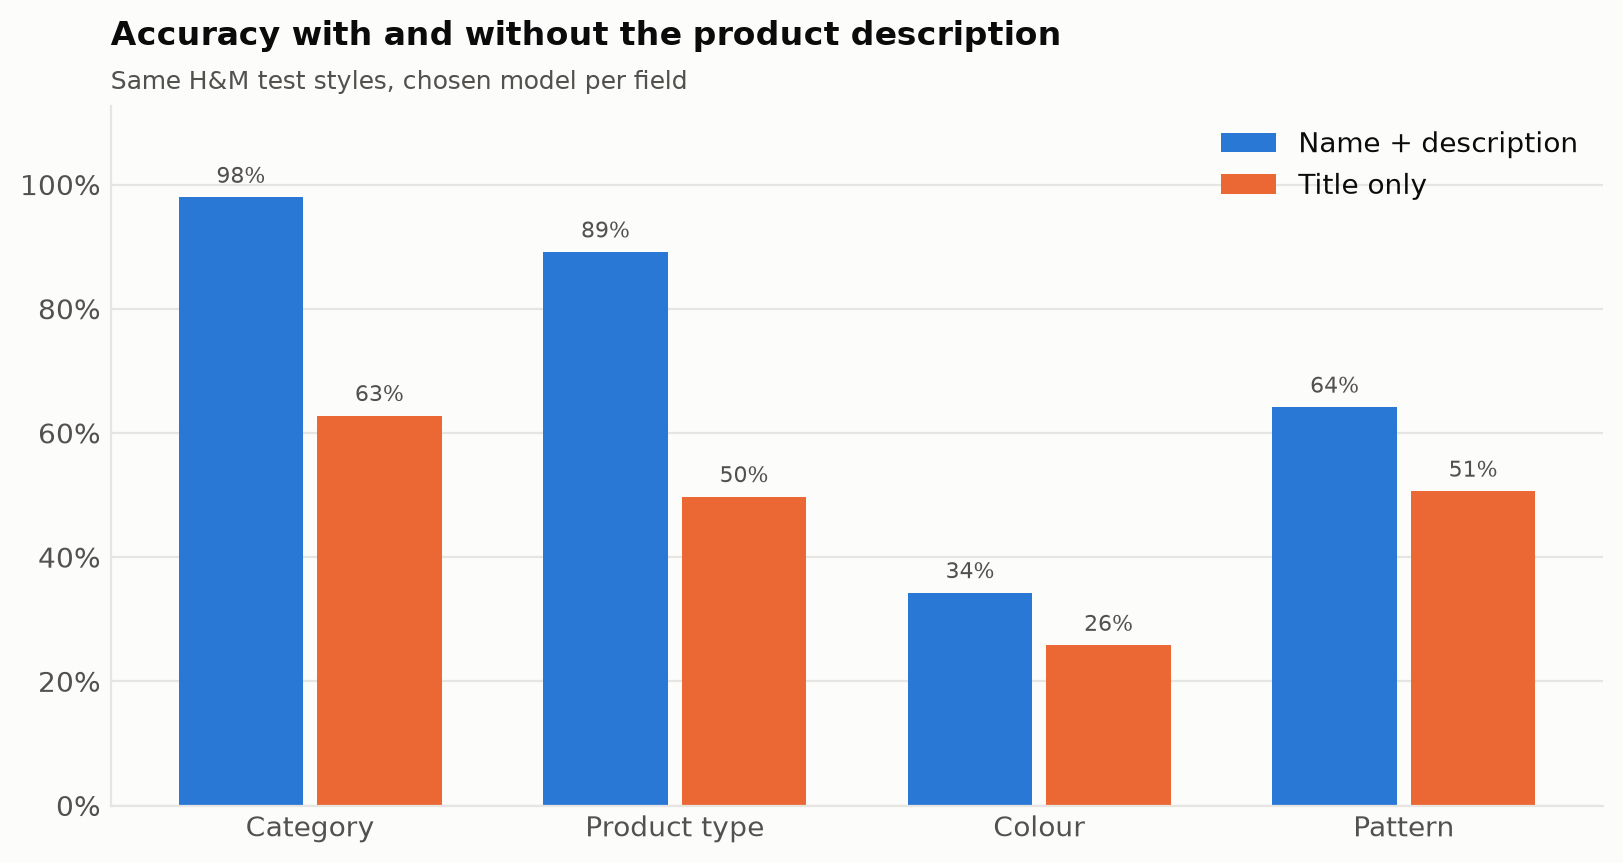 Accuracy with and without the product description
Same H&M test styles, chosen model per field
Name + description
Title only
100%
80%
60%
40%
20%
0%
98%
63%
89%
50%
34%
26%
64%
51%
Category
Product type
Colour
Pattern